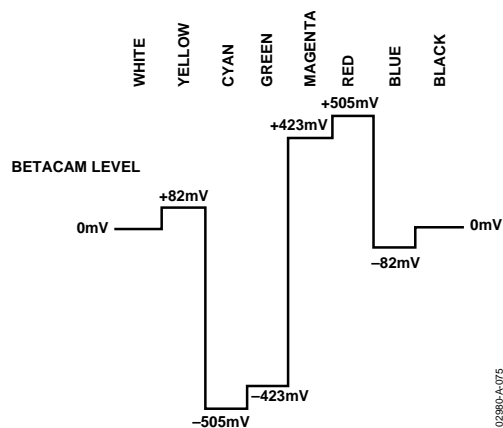 WHITE
YELLOW
CYAN
GREEN
MAGENTA
RED
BLUE
BLACK
+505mV
+423mV
BETACAM LEVEL
+82mV
0mV
0mV
–82mV
–423mV
–505mV
02980-A-075